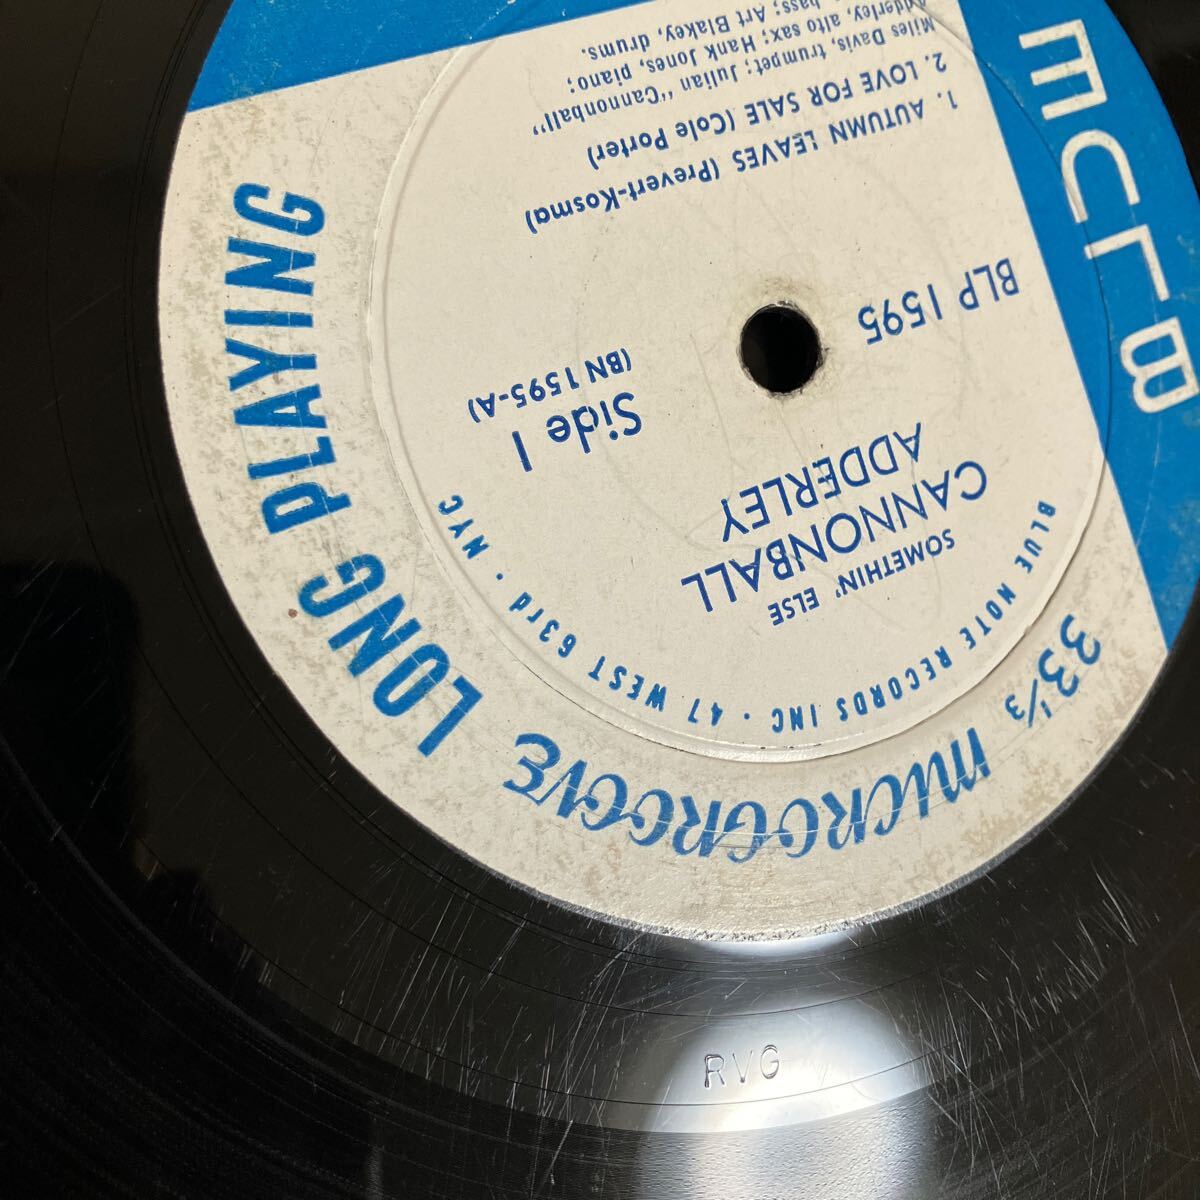 BLUE NOTE RECORDS INC · 47 WEST 63rd · NYC
33 1/3 MICROGROOVE LONG PLAYING
SOMETHIN' ELSE
CANNONBALL
ADDERLEY
Side 1
(BN 1595-A)
BLP 1595
1. AUTUMN LEAVES (Prevert-Kosma)
2. LOVE FOR SALE (Cole Porter)
Miles Davis, trumpet; Julian "Cannonball"
Adderley, alto sax; Hank Jones, piano;
bass; Art Blakey, drums.
RVG